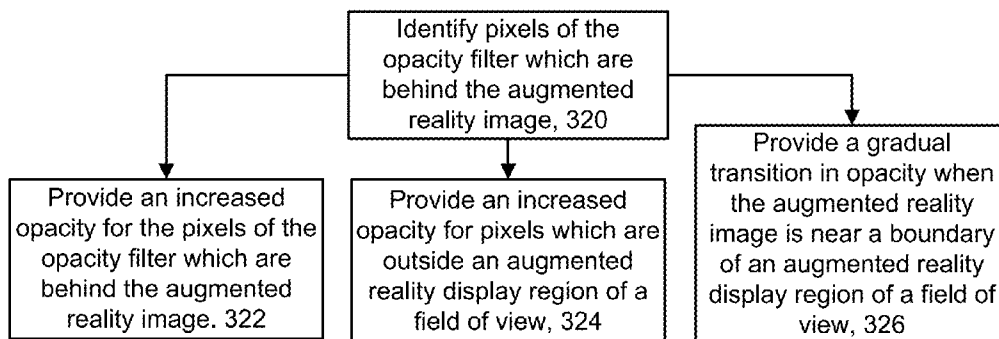 Identify pixels of the
opacity filter which are
behind the augmented
reality image, 320
Provide an increased
opacity for the pixels of the
opacity filter which are
behind the augmented
reality image. 322
Provide an increased
opacity for pixels which are
outside an augmented
reality display region of a
field of view, 324
Provide a gradual
transition in opacity when
the augmented reality
image is near a boundary
of an augmented reality
display region of a field of
view, 326